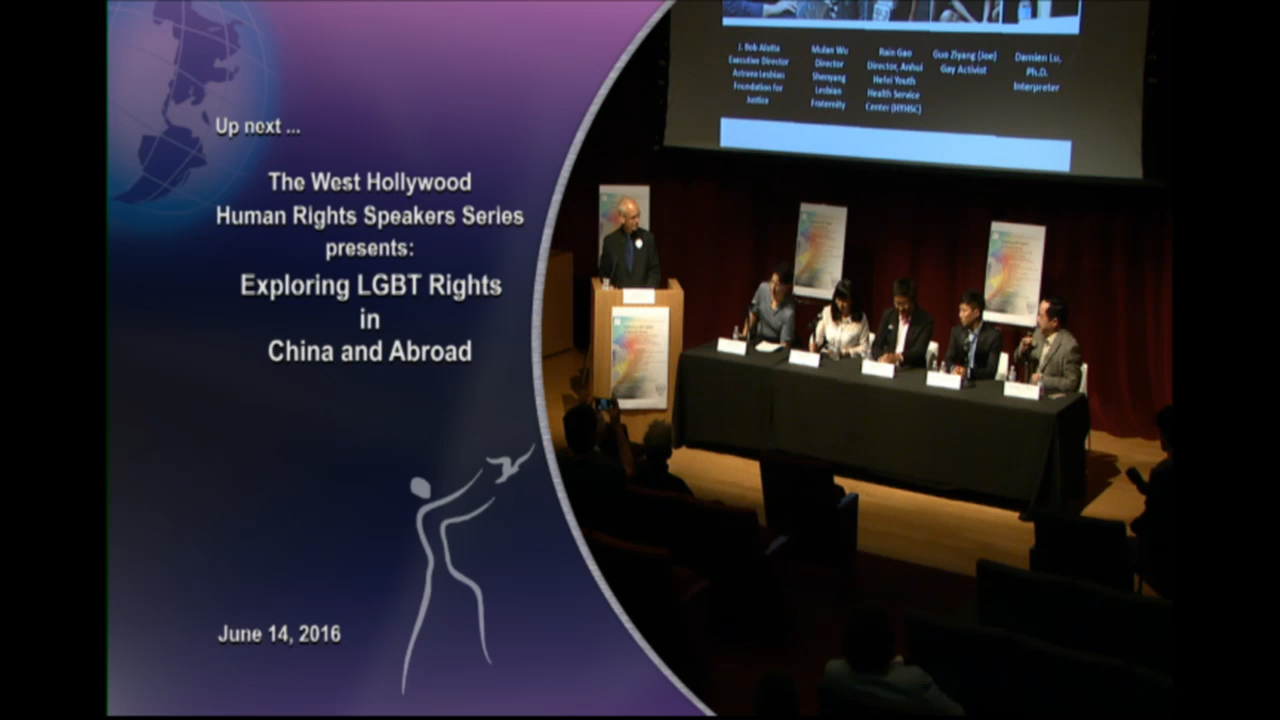 Up next ...
The West Hollywood
Human Rights Speakers Series
presents:
Exploring LGBT Rights
in
China and Abroad
June 14, 2016
J. Bob Alotta
Executive Director
Astraea Lesbian
Foundation for
Justice
Mulan Wu
Director
Shenyang
Lesbian
Fraternity
Rain Gao
Director, Anhui
Hefei Youth
Health Service
Center (HYHSC)
Guo Ziyang (Joe)
Gay Activist
Damien Lu,
Ph.D.
Interpreter